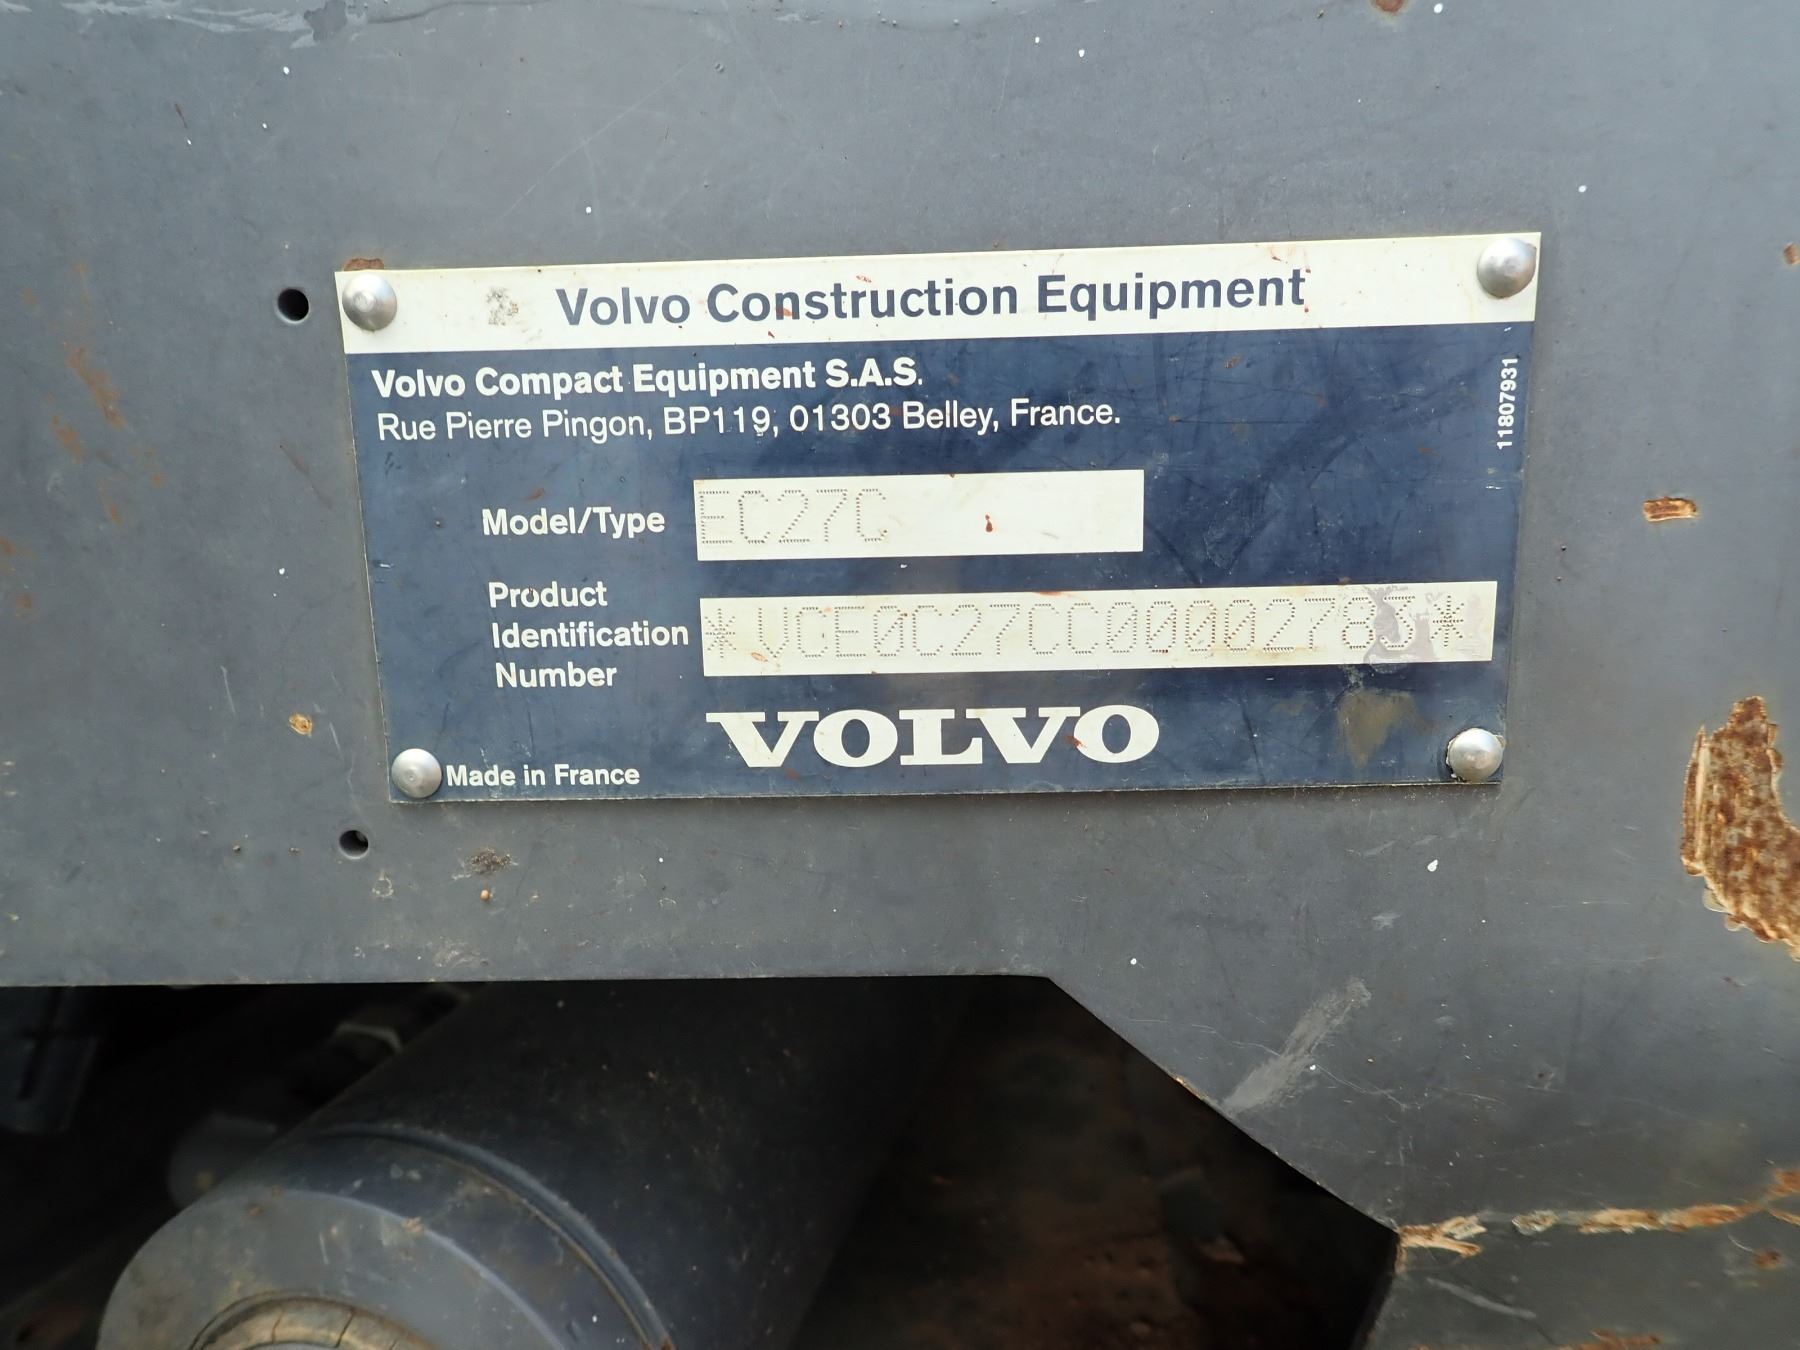 Volvo Construction Equipment
Volvo Compact Equipment S.A.S.
Rue Pierre Pingon, BP119, 01303 Belley, France.
11807931
Model/Type EC27C
Product
Identification
Number
*VCE0C27CC00002785*
VOLVO
Made in France